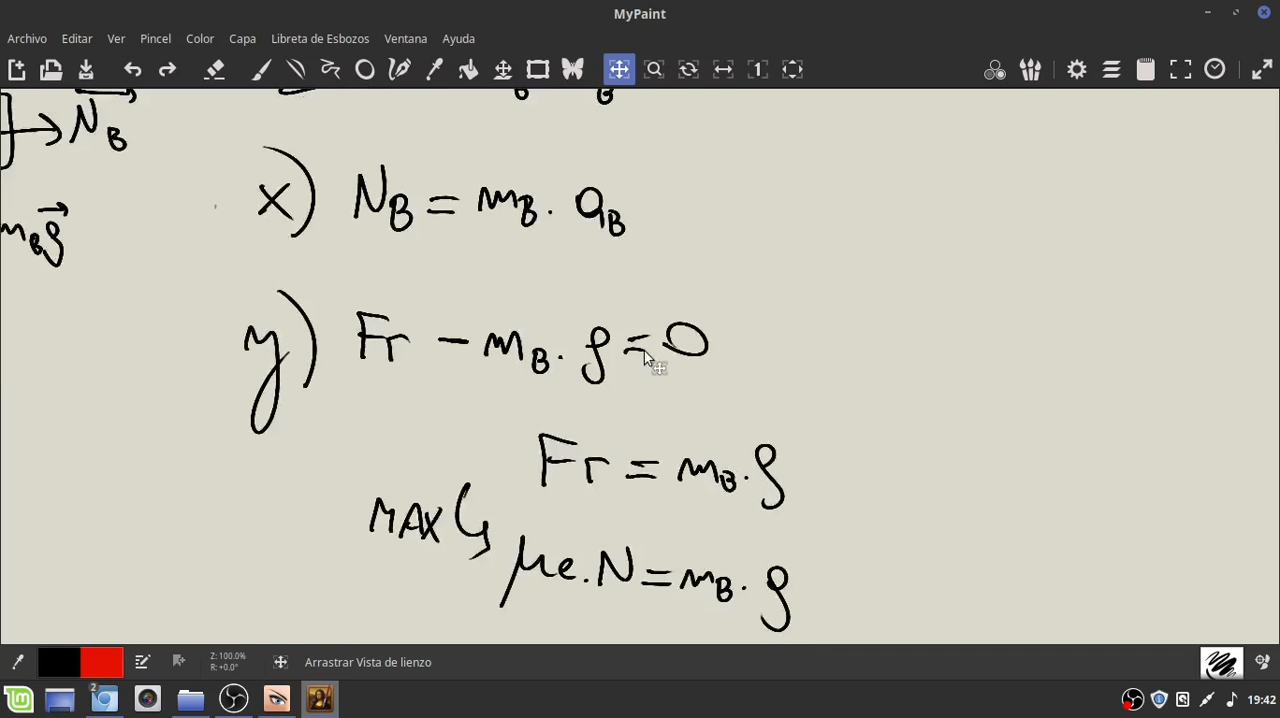 MyPaint
Archivo Editar Ver Pincel Color Capa Libreta de Esbozos Ventana Ayuda
N_B
m_B g
x) N_B = m_B . a_B
y) Fr - m_B . g = 0
Fr = m_B . g
MAX ↳ μe . N = m_B . g
Z: 100.0%
R: +0.0°
Arrastrar Vista de lienzo
2
19:42